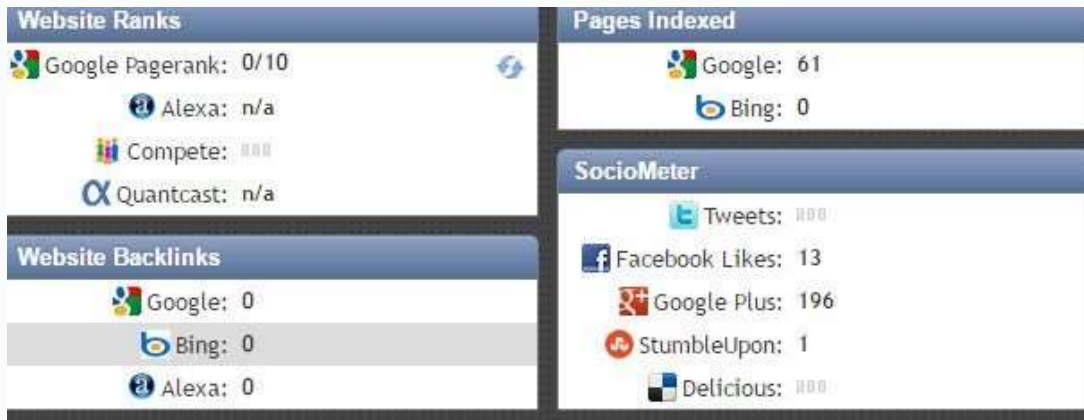 Website Ranks
Google Pagerank: 0/10
Alexa: n/a
Compete:
Quantcast: n/a
Website Backlinks
Google: 0
Bing: 0
Alexa: 0
Pages Indexed
Google: 61
Bing: 0
SocioMeter
Tweets:
Facebook Likes: 13
Google Plus: 196
StumbleUpon: 1
Delicious: